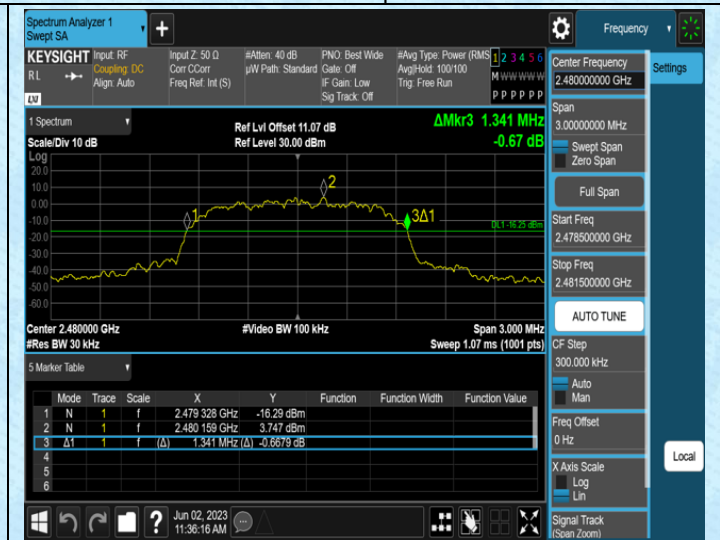 Spectrum Analyzer 1
Swept SA
Frequency
KEYSIGHT
RL
LXI
Input: RF
Coupling: DC
Align: Auto
Input Z: 50 Ω
Corr CCorr
Freq Ref: Int (S)
#Atten: 40 dB
µW Path: Standard
PNO: Best Wide
Gate: Off
IF Gain: Low
Sig Track: Off
#Avg Type: Power (RMS
Avg|Hold: 100/100
Trig: Free Run
1 2 3 4 5 6
M W W W W W
P P P P P P
1 Spectrum
Scale/Div 10 dB
Ref Lvl Offset 11.07 dB
Ref Level 30.00 dBm
ΔMkr3 1.341 MHz
-0.67 dB
Log
20.0
10.0
0.00
-10.0
-20.0
-30.0
-40.0
-50.0
-60.0
1
2
3Δ1
DL1 -16.25 dBm
Center 2.480000 GHz
#Res BW 30 kHz
#Video BW 100 kHz
Span 3.000 MHz
Sweep 1.07 ms (1001 pts)
5 Marker Table
Mode Trace Scale X Y Function Function Width Function Value
1 N 1 f 2.479 328 GHz -16.29 dBm
2 N 1 f 2.480 159 GHz 3.747 dBm
3 Δ1 1 f (Δ) 1.341 MHz (Δ) -0.6679 dB
4
5
6
?
Jun 02, 2023
11:36:16 AM
Center Frequency
2.480000000 GHz
Span
3.00000000 MHz
Swept Span
Zero Span
Full Span
Start Freq
2.478500000 GHz
Stop Freq
2.481500000 GHz
AUTO TUNE
CF Step
300.000 kHz
Auto
Man
Freq Offset
0 Hz
X Axis Scale
Log
Lin
Signal Track
(Span Zoom)
Settings
Local